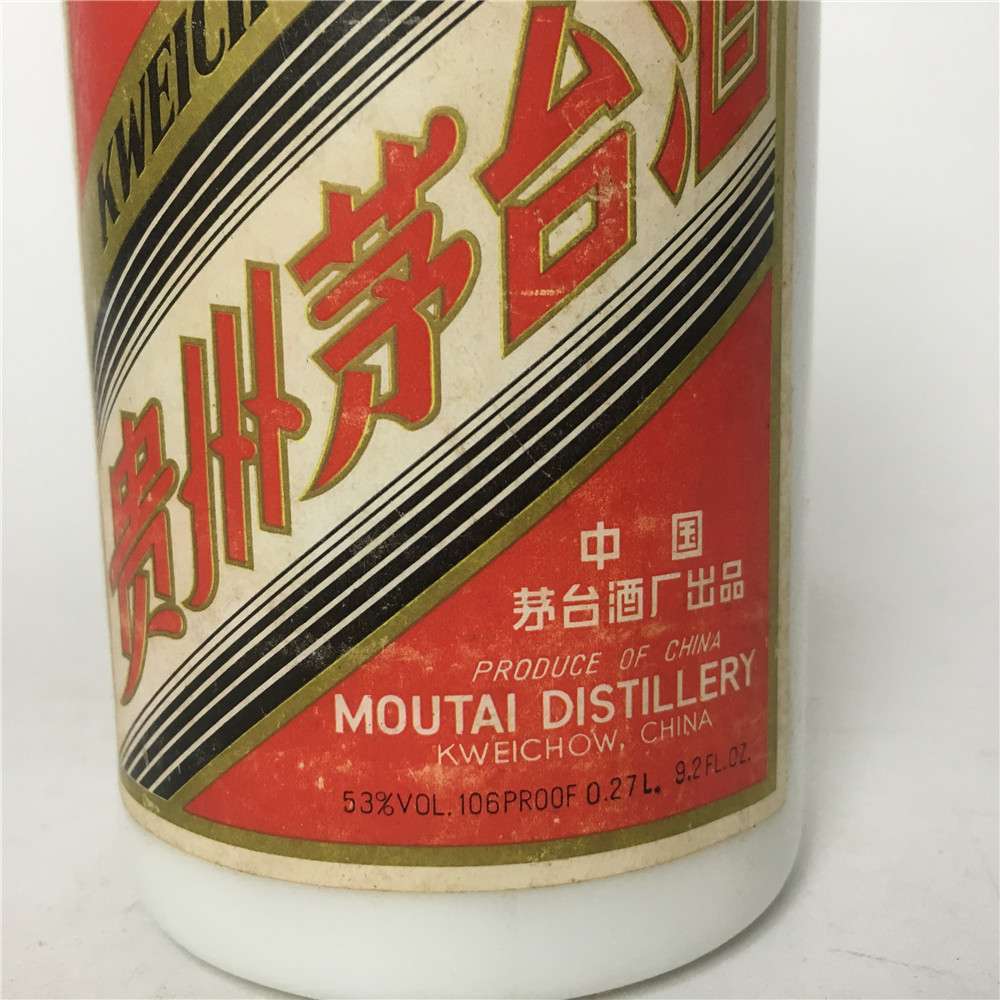 KWEICH
贵州茅台酒
中国
茅台酒厂出品
PRODUCE OF CHINA
MOUTAI DISTILLERY
KWEICHOW, CHINA
53%VOL. 106PROOF 0.27L. 9.2FL.OZ.